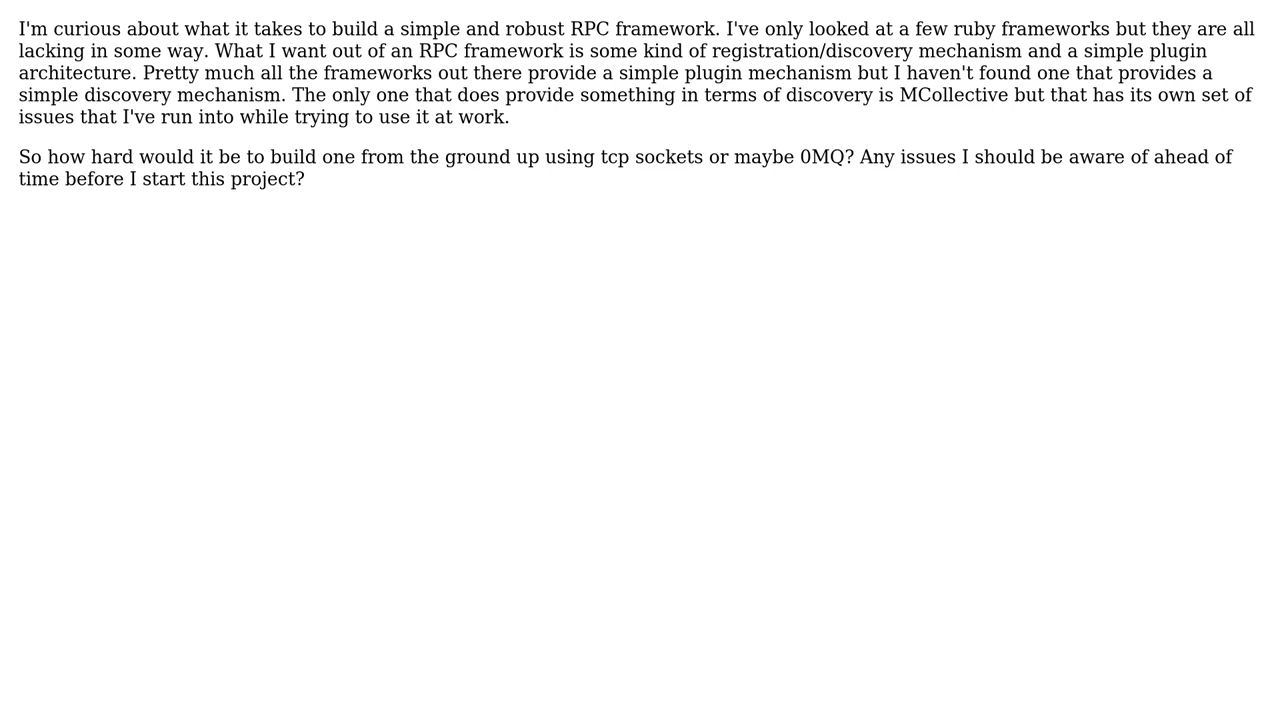 I'm curious about what it takes to build a simple and robust RPC framework. I've only looked at a few ruby frameworks but they are all
lacking in some way. What I want out of an RPC framework is some kind of registration/discovery mechanism and a simple plugin
architecture. Pretty much all the frameworks out there provide a simple plugin mechanism but I haven't found one that provides a
simple discovery mechanism. The only one that does provide something in terms of discovery is MCollective but that has its own set of
issues that I've run into while trying to use it at work.
So how hard would it be to build one from the ground up using tcp sockets or maybe 0MQ? Any issues I should be aware of ahead of
time before I start this project?